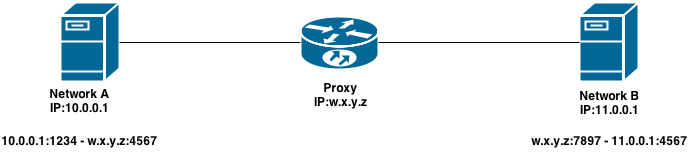 Network A
IP:10.0.0.1
Proxy
IP:w.x.y.z
Network B
IP:11.0.0.1
10.0.0.1:1234 - w.x.y.z:4567
w.x.y.z:7897 - 11.0.0.1:4567